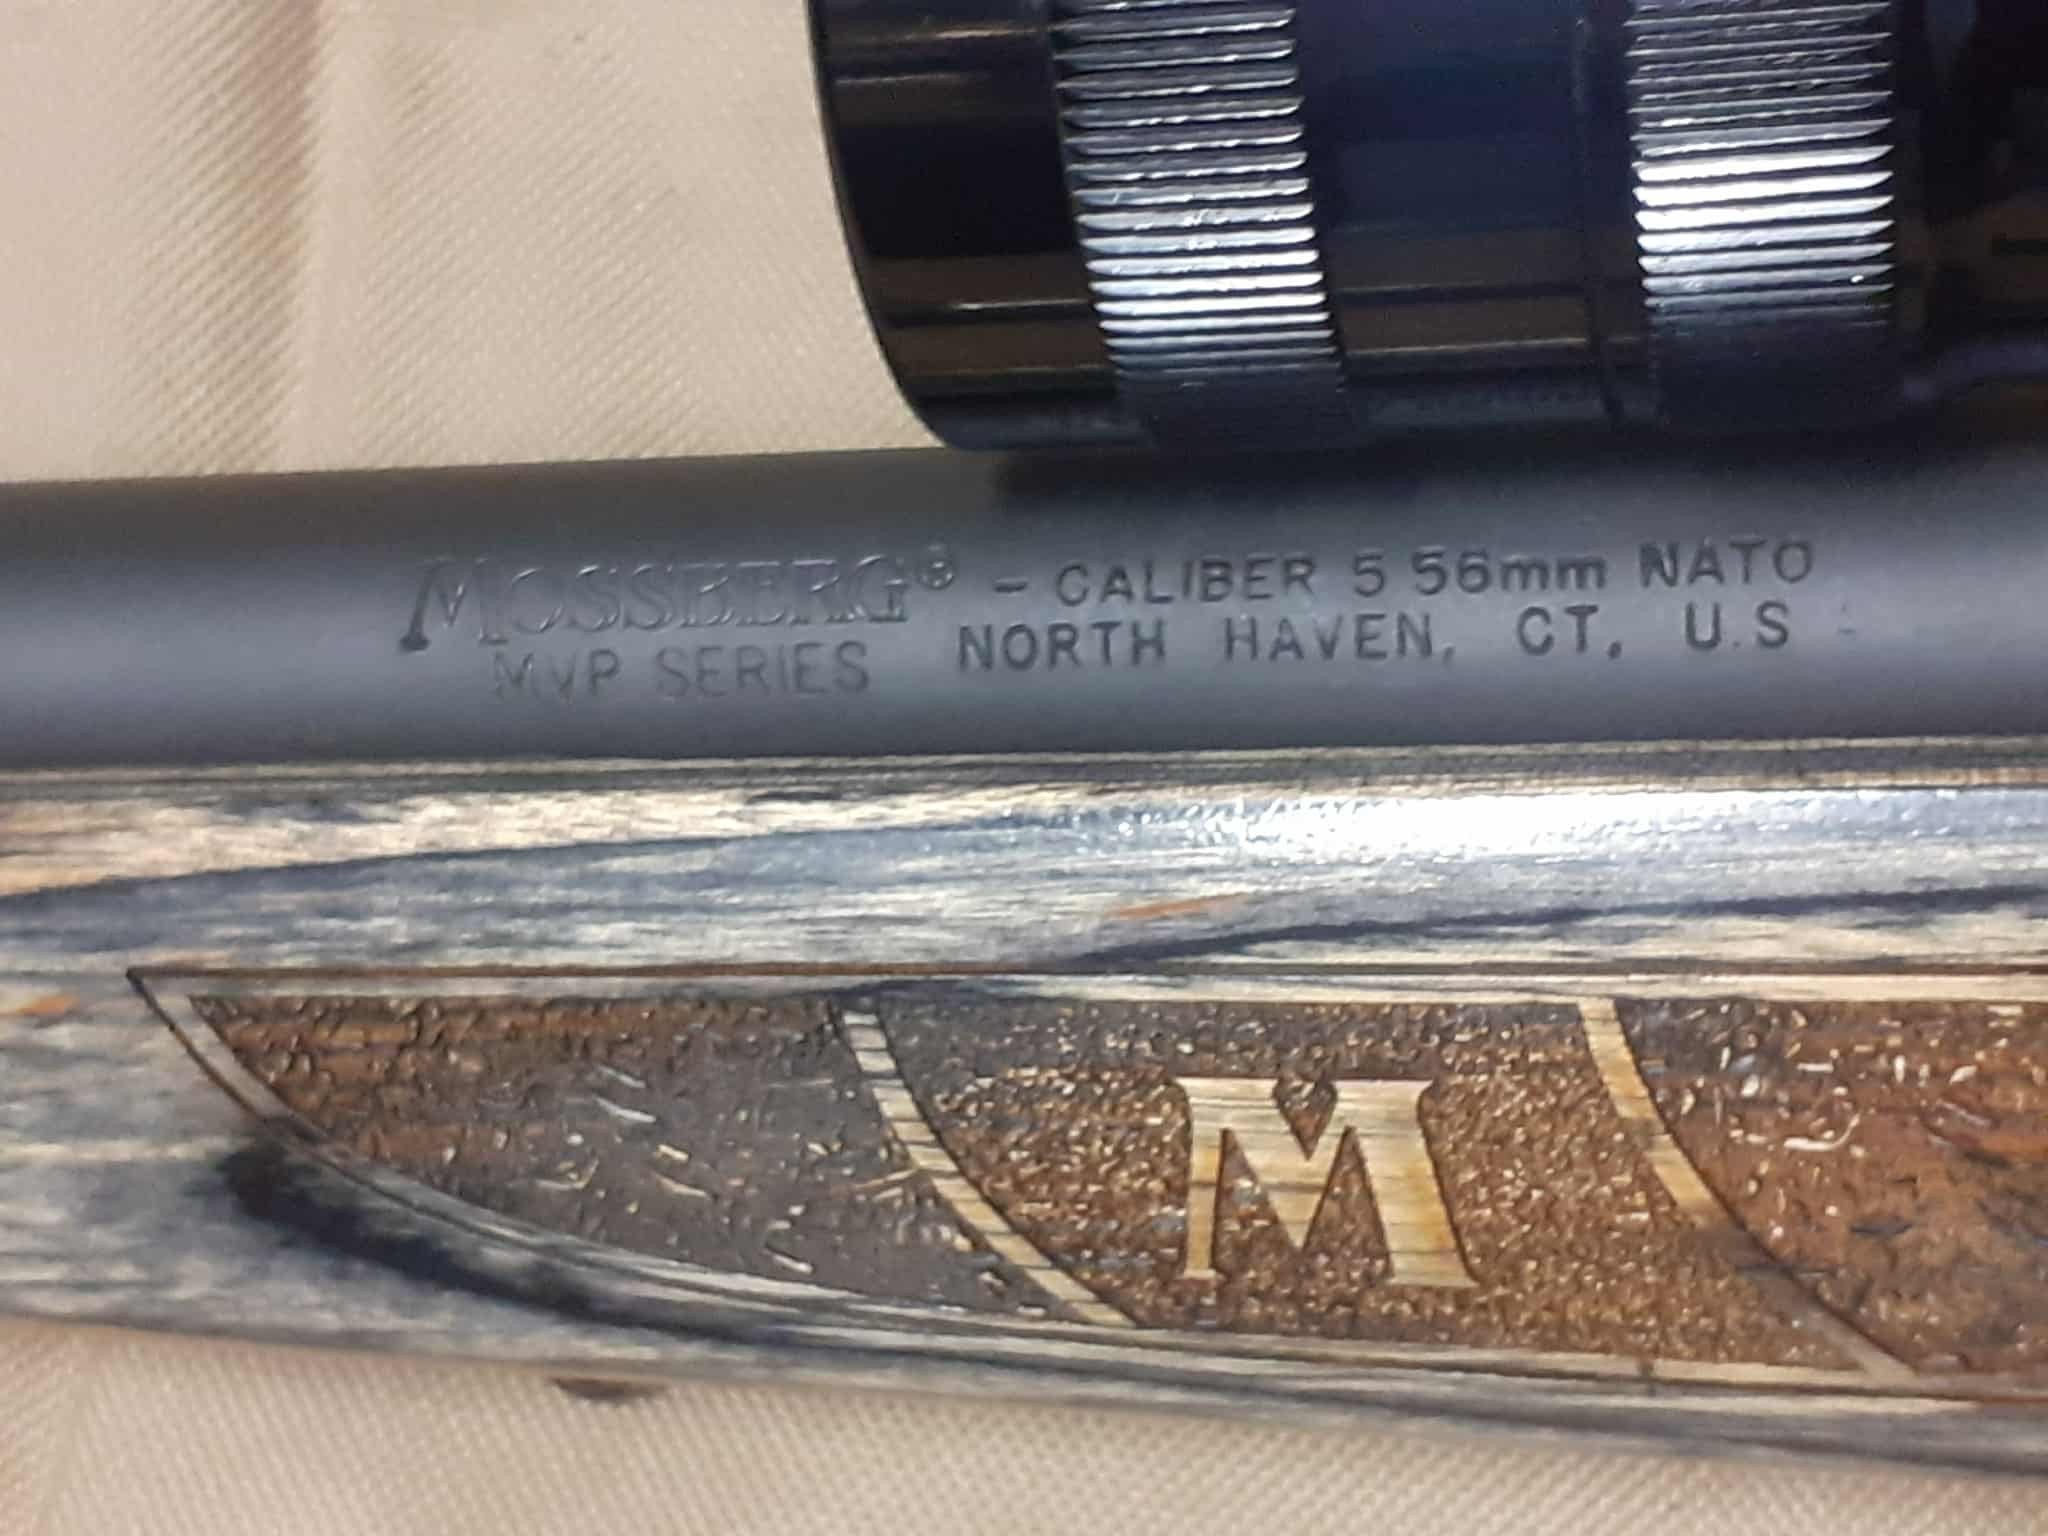 MOSSBERG® – CALIBER 5 56mm NATO
MVP SERIES NORTH HAVEN, CT, U.S
M